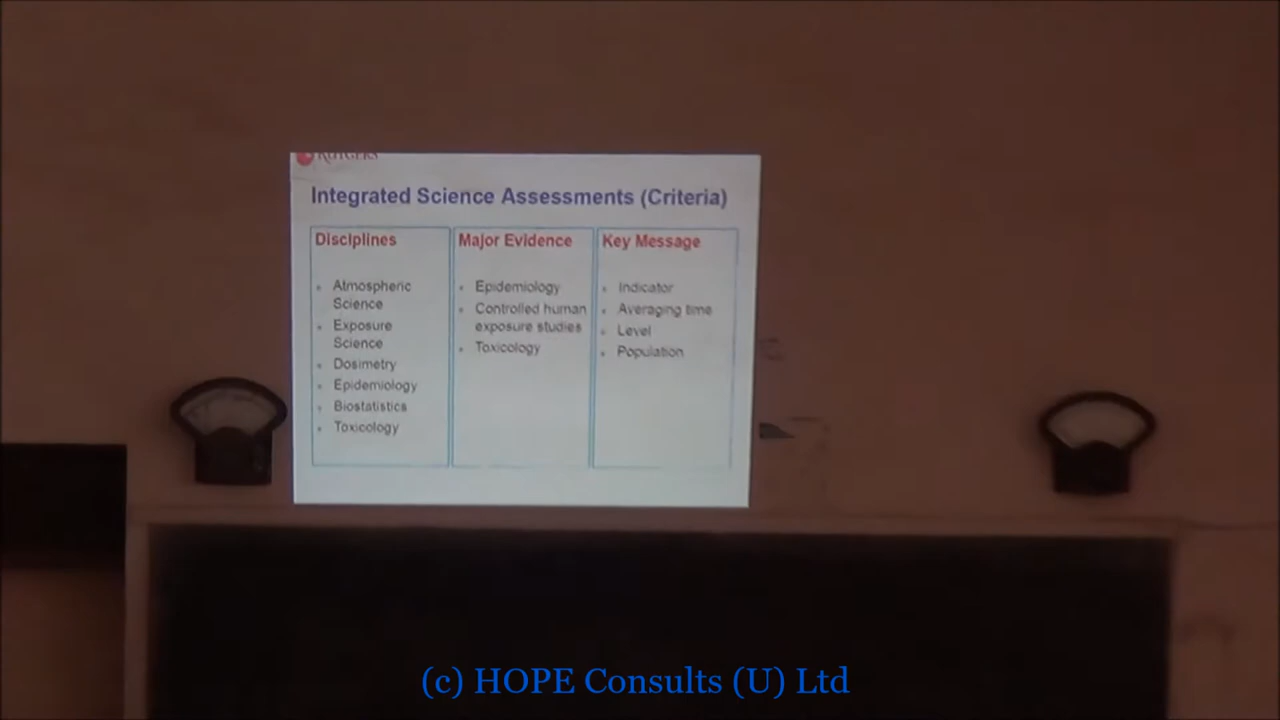 RUTGERS
Integrated Science Assessments (Criteria)
Disciplines
• Atmospheric
Science
• Exposure
Science
• Dosimetry
• Epidemiology
• Biostatistics
• Toxicology
Major Evidence
• Epidemiology
• Controlled human
exposure studies
• Toxicology
Key Message
• Indicator
• Averaging time
• Level
• Population
(c) HOPE Consults (U) Ltd